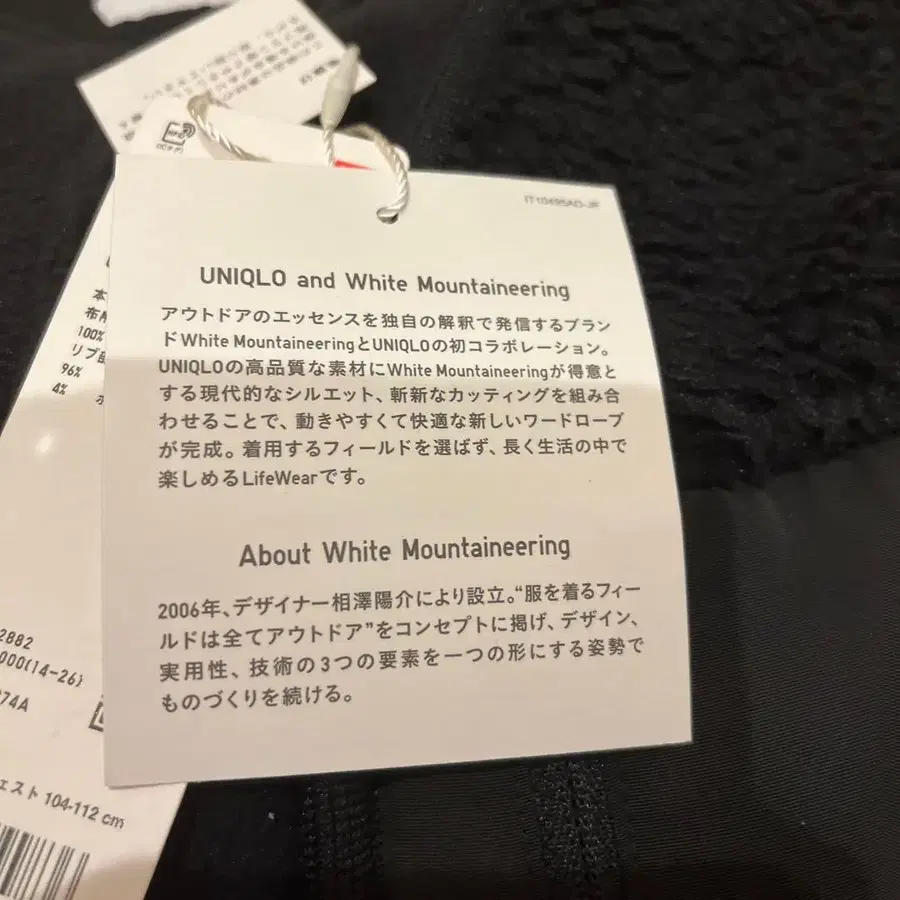 IT10495AD-JF
UNIQLO and White Mountaineering
アウトドアのエッセンスを独自の解釈で発信するブラン
ドWhite MountaineeringとUNIQLOの初コラボレーション。
UNIQLOの高品質な素材にWhite Mountaineeringが得意と
する現代的なシルエット、斬新なカッティングを組み合
わせることで、動きやすくて快適な新しいワードローブ
が完成。着用するフィールドを選ばず、長く生活の中で
楽しめるLifeWearです。
About White Mountaineering
2006年、デザイナー相澤陽介により設立。“服を着るフィー
ルドは全てアウトドア”をコンセプトに掲げ、デザイン、
実用性、技術の3つの要素を一つの形にする姿勢で
ものづくりを続ける。
本
布
100%
リブ
96%
4%
2882
000(14-26)
74A
ェスト 104-112 cm